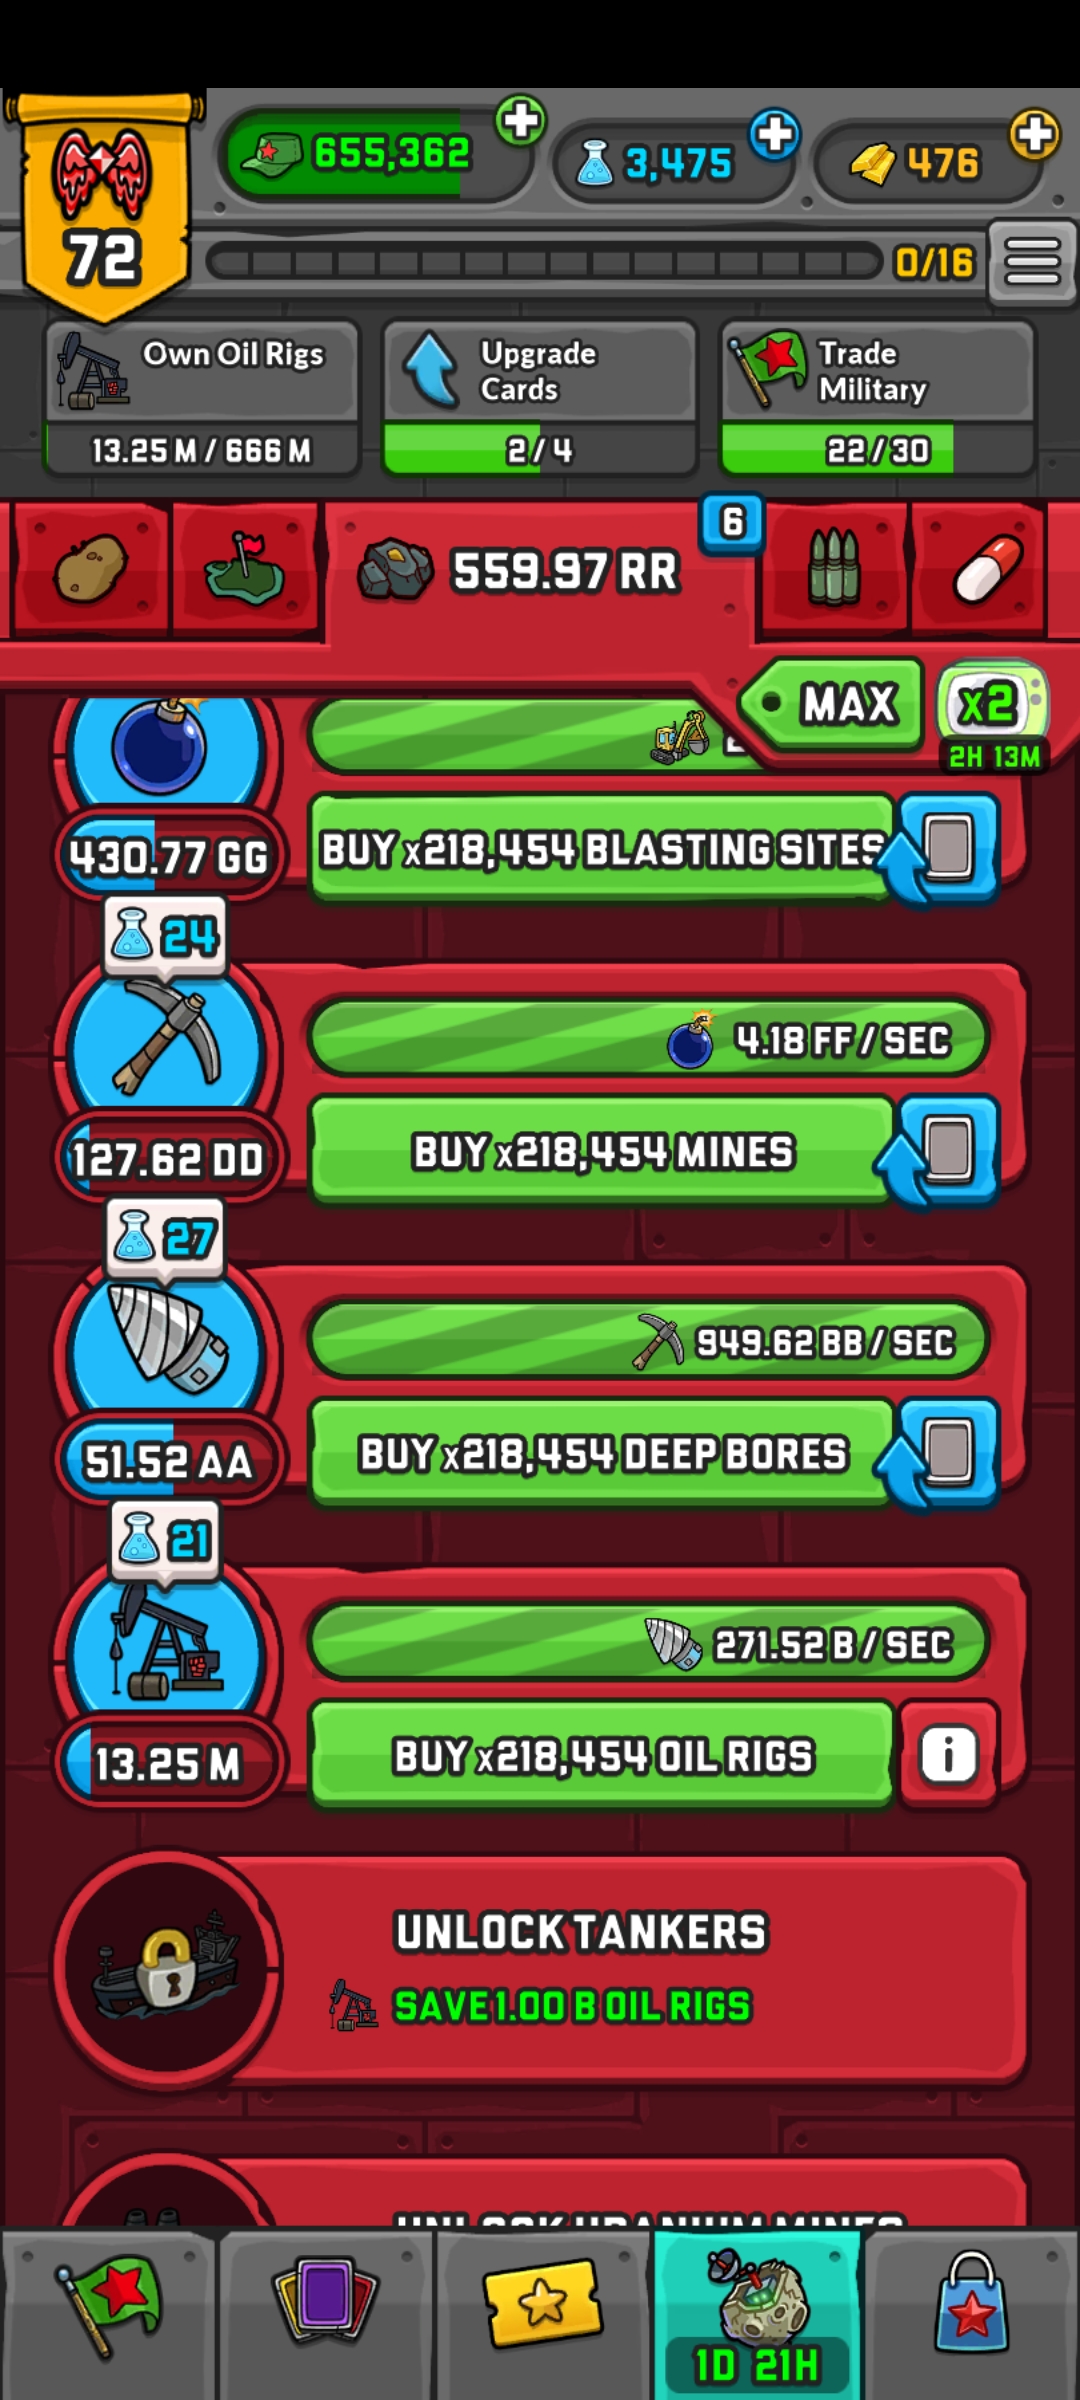 655,362
3,475
476
72
0/16
Own Oil Rigs
13.25 M / 666 M
Upgrade
Cards
2 / 4
Trade
Military
22 / 30
559.97 RR
6
MAX
x2
2H 13M
430.77 GG
BUY x218,454 BLASTING SITES
24
4.18 FF / SEC
127.62 DD
BUY x218,454 MINES
27
949.62 BB / SEC
51.52 AA
BUY x218,454 DEEP BORES
21
271.52 B / SEC
13.25 M
BUY x218,454 OIL RIGS
i
UNLOCK TANKERS
SAVE 1.00 B OIL RIGS
UNLOCK URANIUM MINES
1D 21H